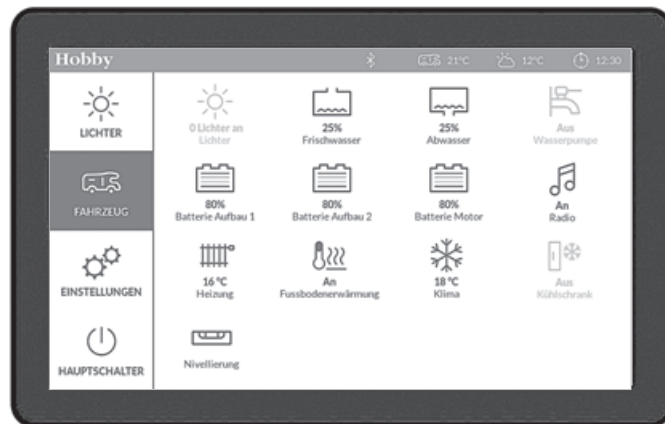 Hobby 21°C 12°C 12:30
LICHTER
FAHRZEUG
EINSTELLUNGEN
HAUPTSCHALTER
0 Lichter an
Lichter
25%
Frischwasser
25%
Abwasser
Aus
Wasserpumpe
80%
Batterie Aufbau 1
80%
Batterie Aufbau 2
80%
Batterie Motor
An
Radio
16 °C
Heizung
An
Fussbodenerwärmung
18 °C
Klima
Aus
Kühlschrank
Nivellierung